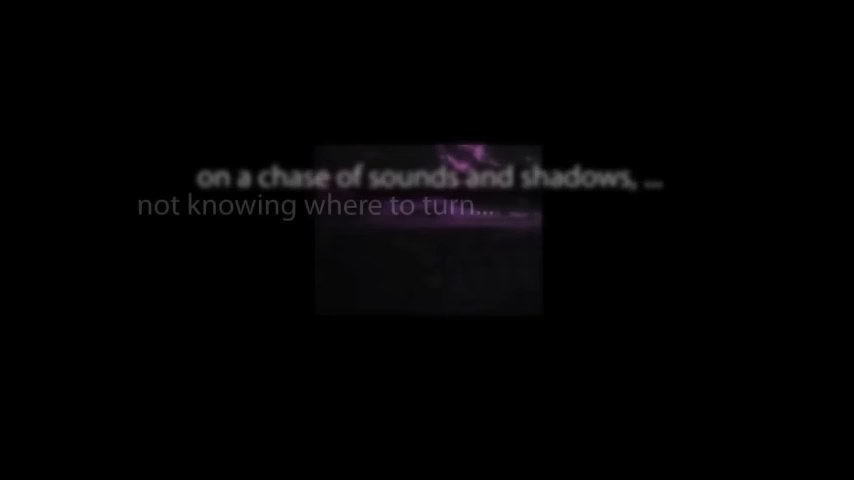 on a chase of sounds and shadows, ...
not knowing where to turn...